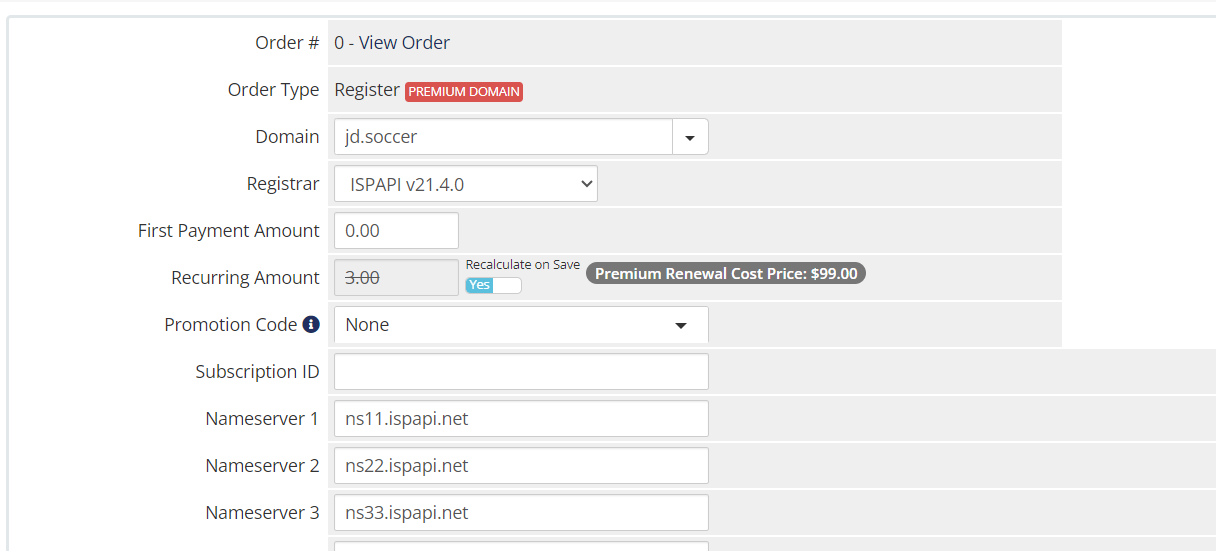 Order # 0 - View Order
Order Type Register PREMIUM DOMAIN
Domain jd.soccer
Registrar ISPAPI v21.4.0
First Payment Amount 0.00
Recurring Amount 3.00 Recalculate on Save Yes Premium Renewal Cost Price: $99.00
Promotion Code None
Subscription ID
Nameserver 1 ns11.ispapi.net
Nameserver 2 ns22.ispapi.net
Nameserver 3 ns33.ispapi.net